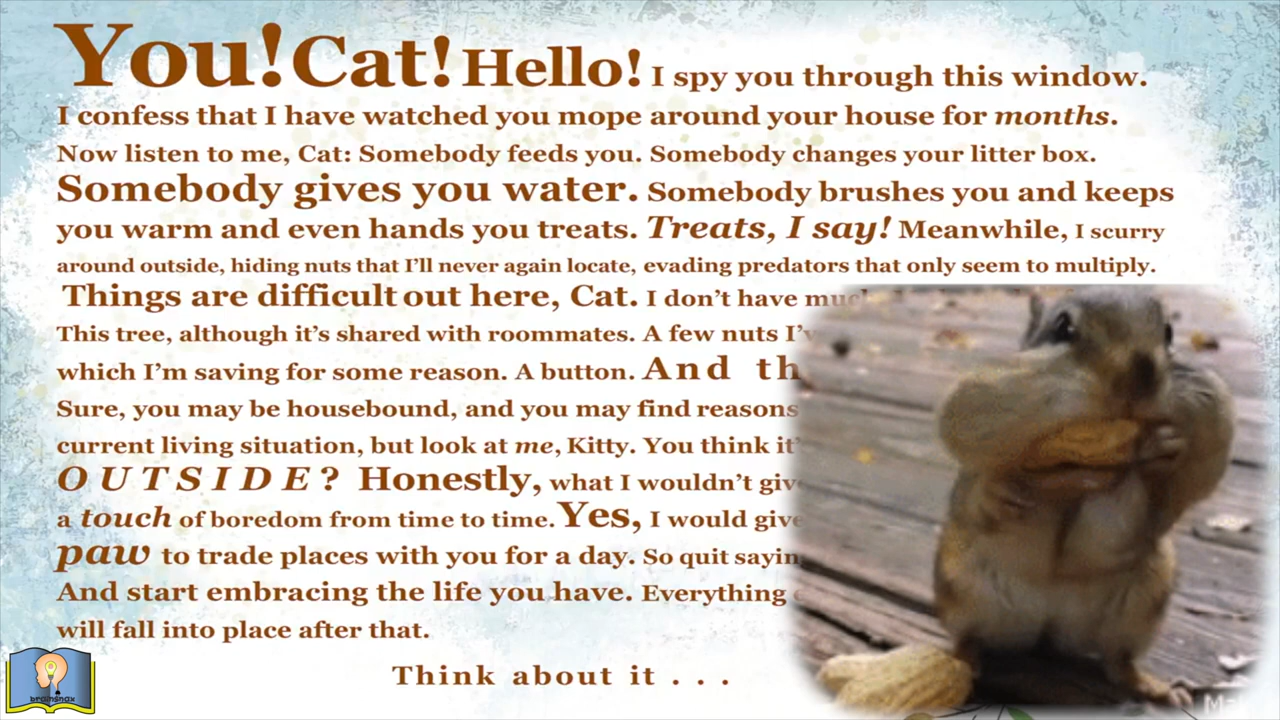 You! Cat! Hello! I spy you through this window.
I confess that I have watched you mope around your house for months.
Now listen to me, Cat: Somebody feeds you. Somebody changes your litter box.
Somebody gives you water. Somebody brushes you and keeps
you warm and even hands you treats. Treats, I say! Meanwhile, I scurry
around outside, hiding nuts that I'll never again locate, evading predators that only seem to multiply.
Things are difficult out here, Cat. I don't have
This tree, although it's shared with roommates. A few nuts
which I'm saving for some reason. A button. And
Sure, you may be housebound, and you may find reasons
current living situation, but look at me, Kitty. You think
OUTSIDE? Honestly, what I wouldn't
a touch of boredom from time to time. Yes, I would
paw to trade places with you for a day. So quit
And start embracing the life you have. Everything
will fall into place after that.
Think about it . . .
brainsnax